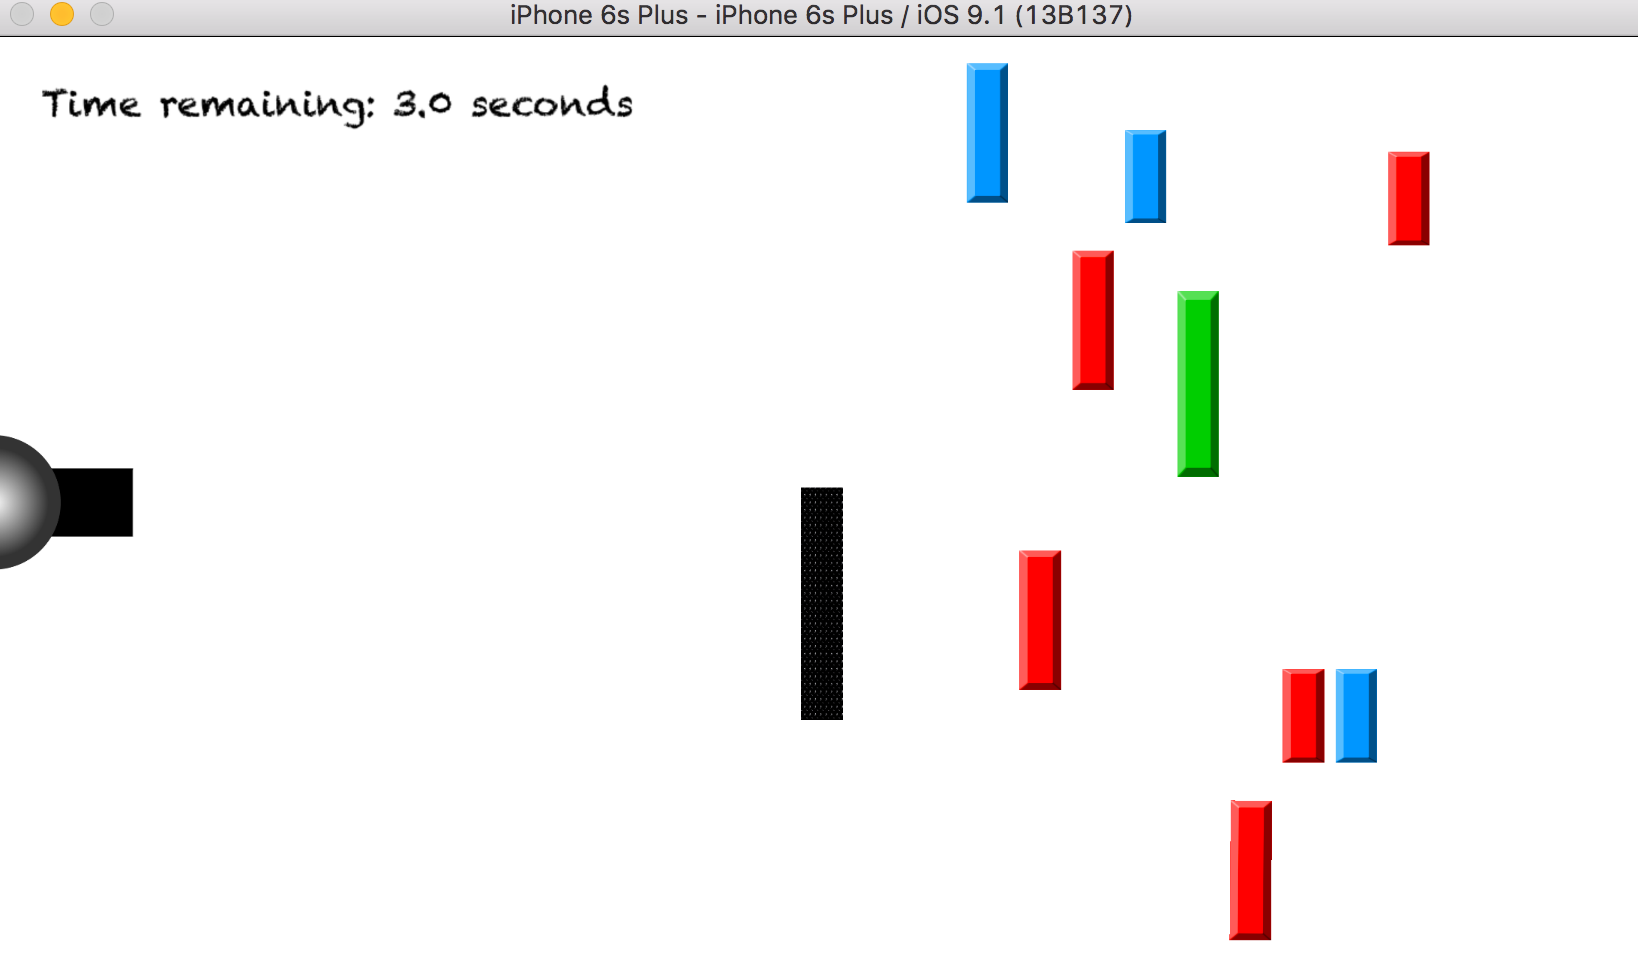 iPhone 6s Plus - iPhone 6s Plus / iOS 9.1 (13B137)
Time remaining: 3.0 seconds